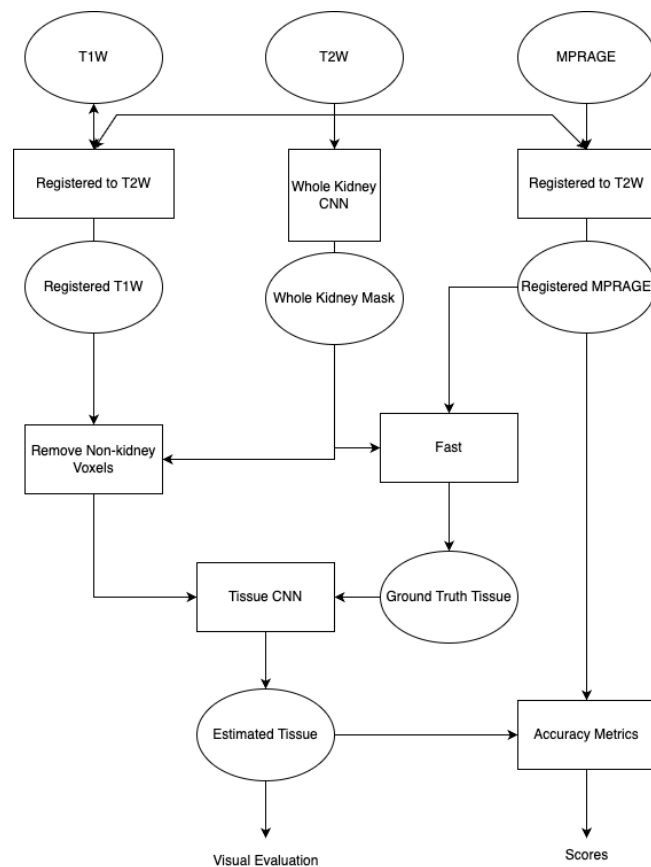 T1W
T2W
MPRAGE
Registered to T2W
Whole Kidney
CNN
Registered to T2W
Registered T1W
Whole Kidney Mask
Registered MPRAGE
Remove Non-kidney
Voxels
Fast
Tissue CNN
Ground Truth Tissue
Estimated Tissue
Accuracy Metrics
Visual Evaluation
Scores